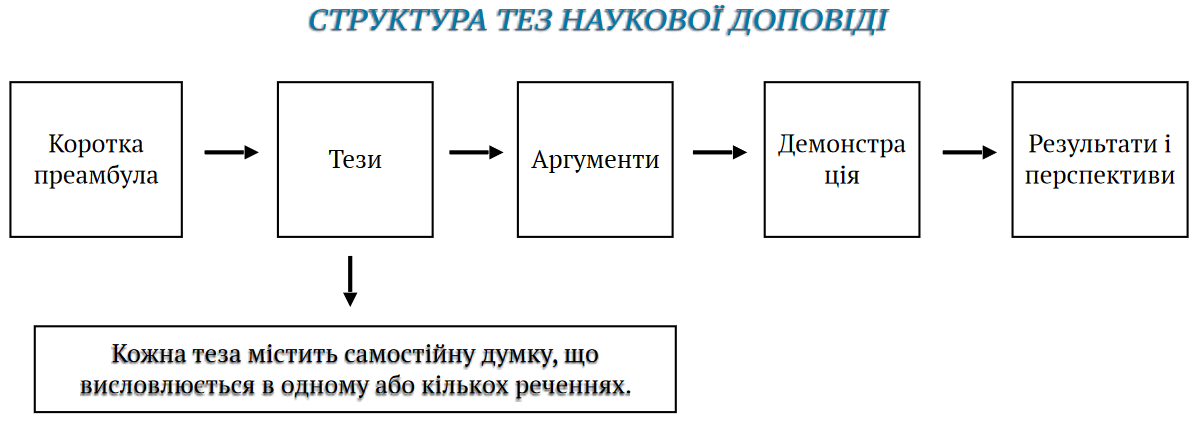 СТРУКТУРА ТЕЗ НАУКОВОЇ ДОПОВІДІ
Коротка
преамбула
Тези
Аргументи
Демонстра
ція
Результати і
перспективи
Кожна теза містить самостійну думку, що
висловлюється в одному або кількох реченнях.